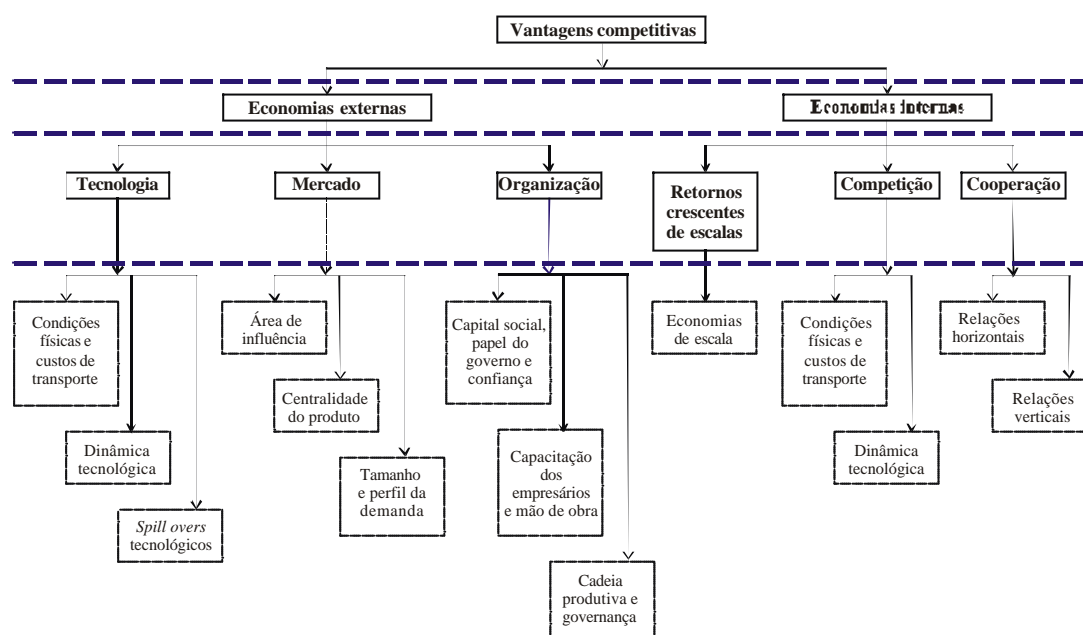 Vantagens competitivas
Economias externas
Economias internas
Tecnologia
Mercado
Organização
Retornos
crescentes
de escalas
Competição
Cooperação
Condições
físicas e
custos de
transporte
Dinâmica
tecnológica
Spill overs
tecnológicos
Área de
influência
Centralidade
do produto
Tamanho
e perfil da
demanda
Capital social,
papel do
governo e
confiança
Capacitação
dos
empresários
e mão de obra
Cadeia
produtiva e
governança
Economias
de escala
Condições
físicas e
custos de
transporte
Dinâmica
tecnológica
Relações
horizontais
Relações
verticais